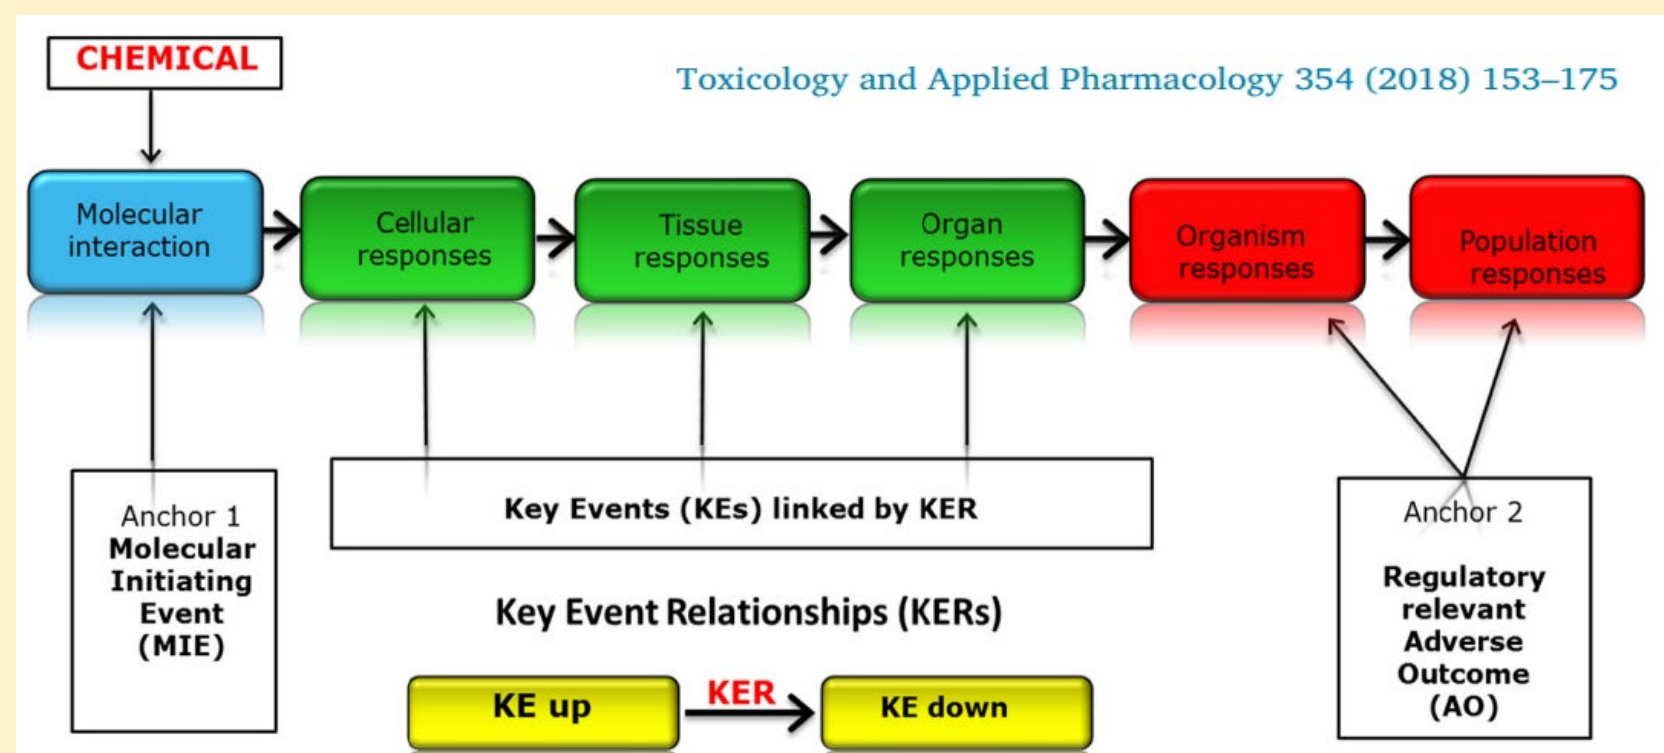 CHEMICAL
Toxicology and Applied Pharmacology 354 (2018) 153–175
Molecular
interaction
Cellular
responses
Tissue
responses
Organ
responses
Organism
responses
Population
responses
Anchor 1
Molecular
Initiating
Event
(MIE)
Key Events (KEs) linked by KER
Anchor 2
Regulatory
relevant
Adverse
Outcome
(AO)
Key Event Relationships (KERs)
KE up
KER
KE down